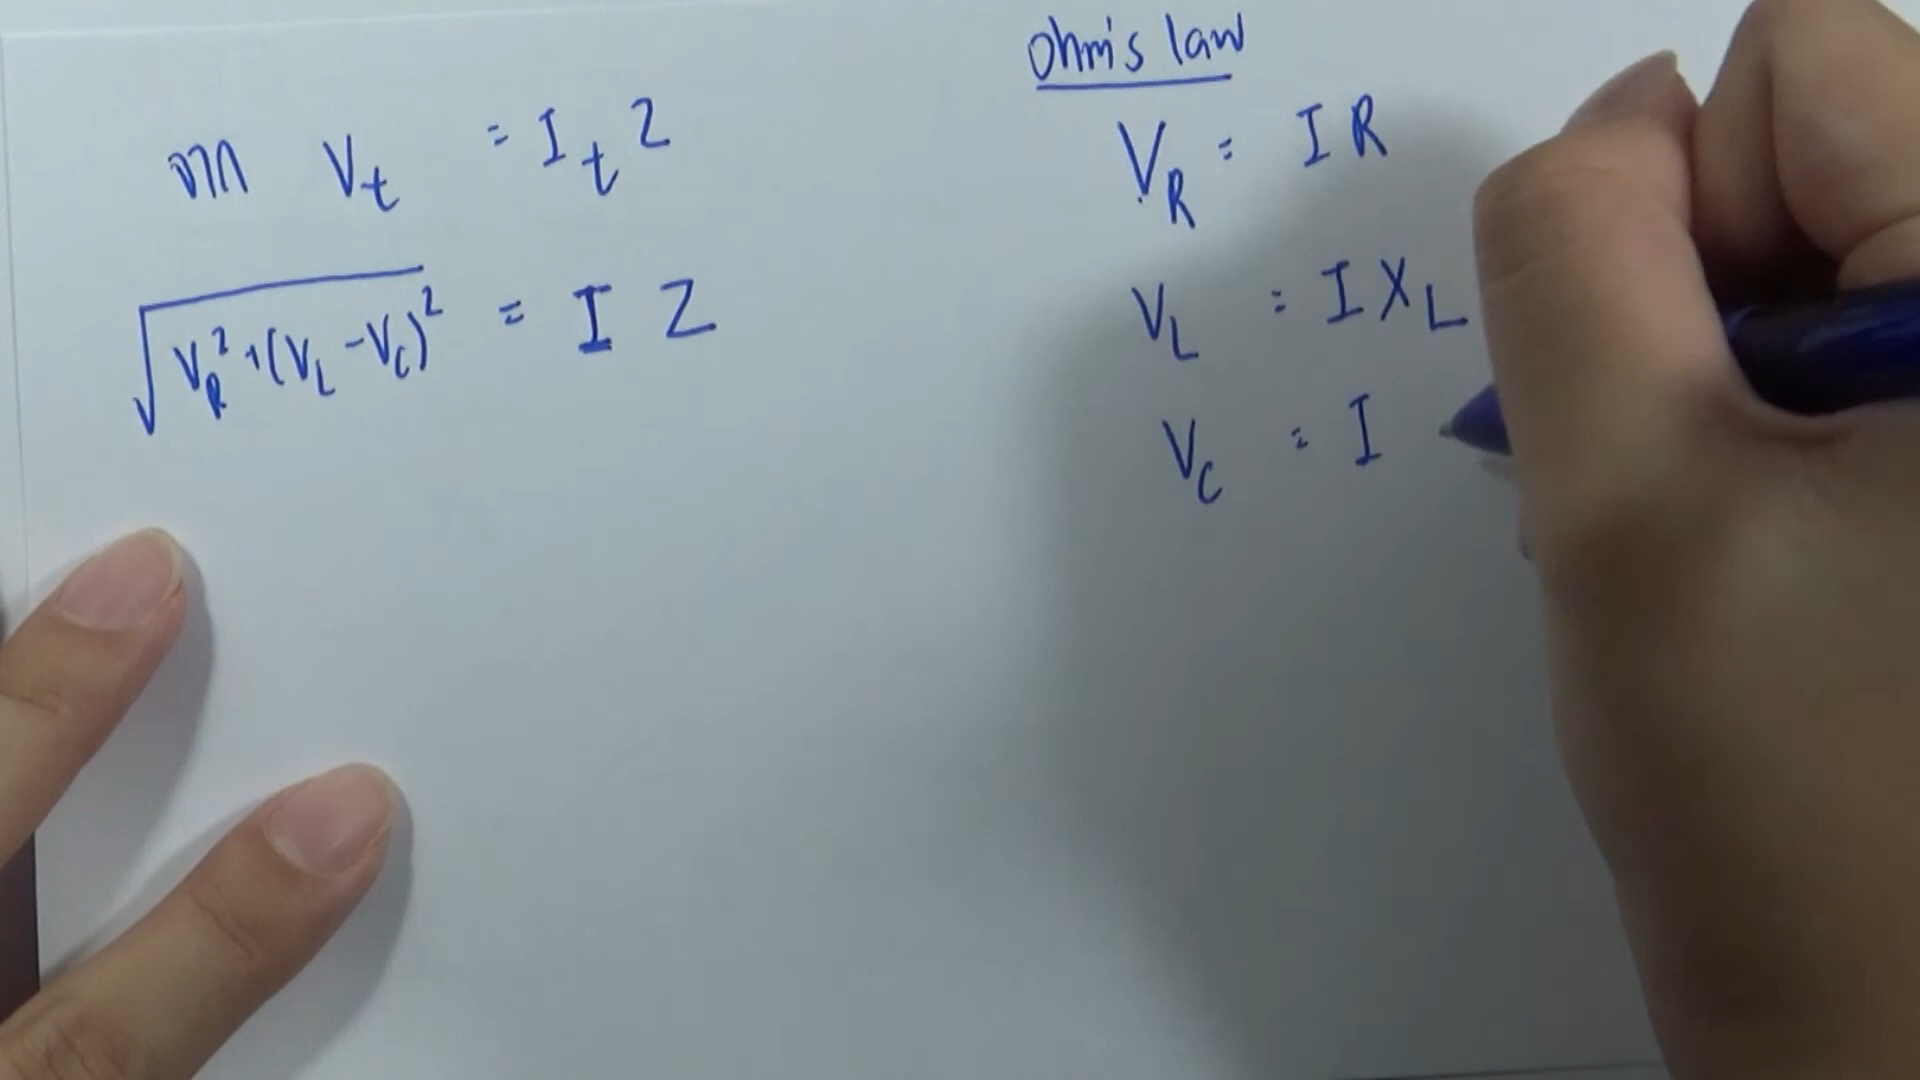 จาก V_t = I_t Z
√(V_R² + (V_L - V_C)²) = I Z
Ohm's law
V_R = I R
V_L = I X_L
V_C = I